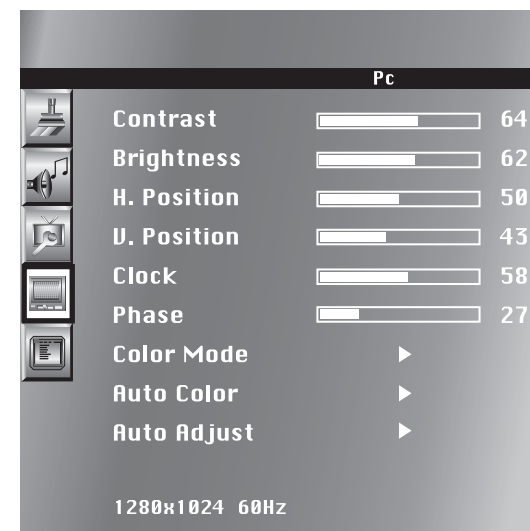 Pc
Contrast 64
Brightness 62
H. Position 50
V. Position 43
Clock 58
Phase 27
Color Mode
Auto Color
Auto Adjust
1280x1024 60Hz